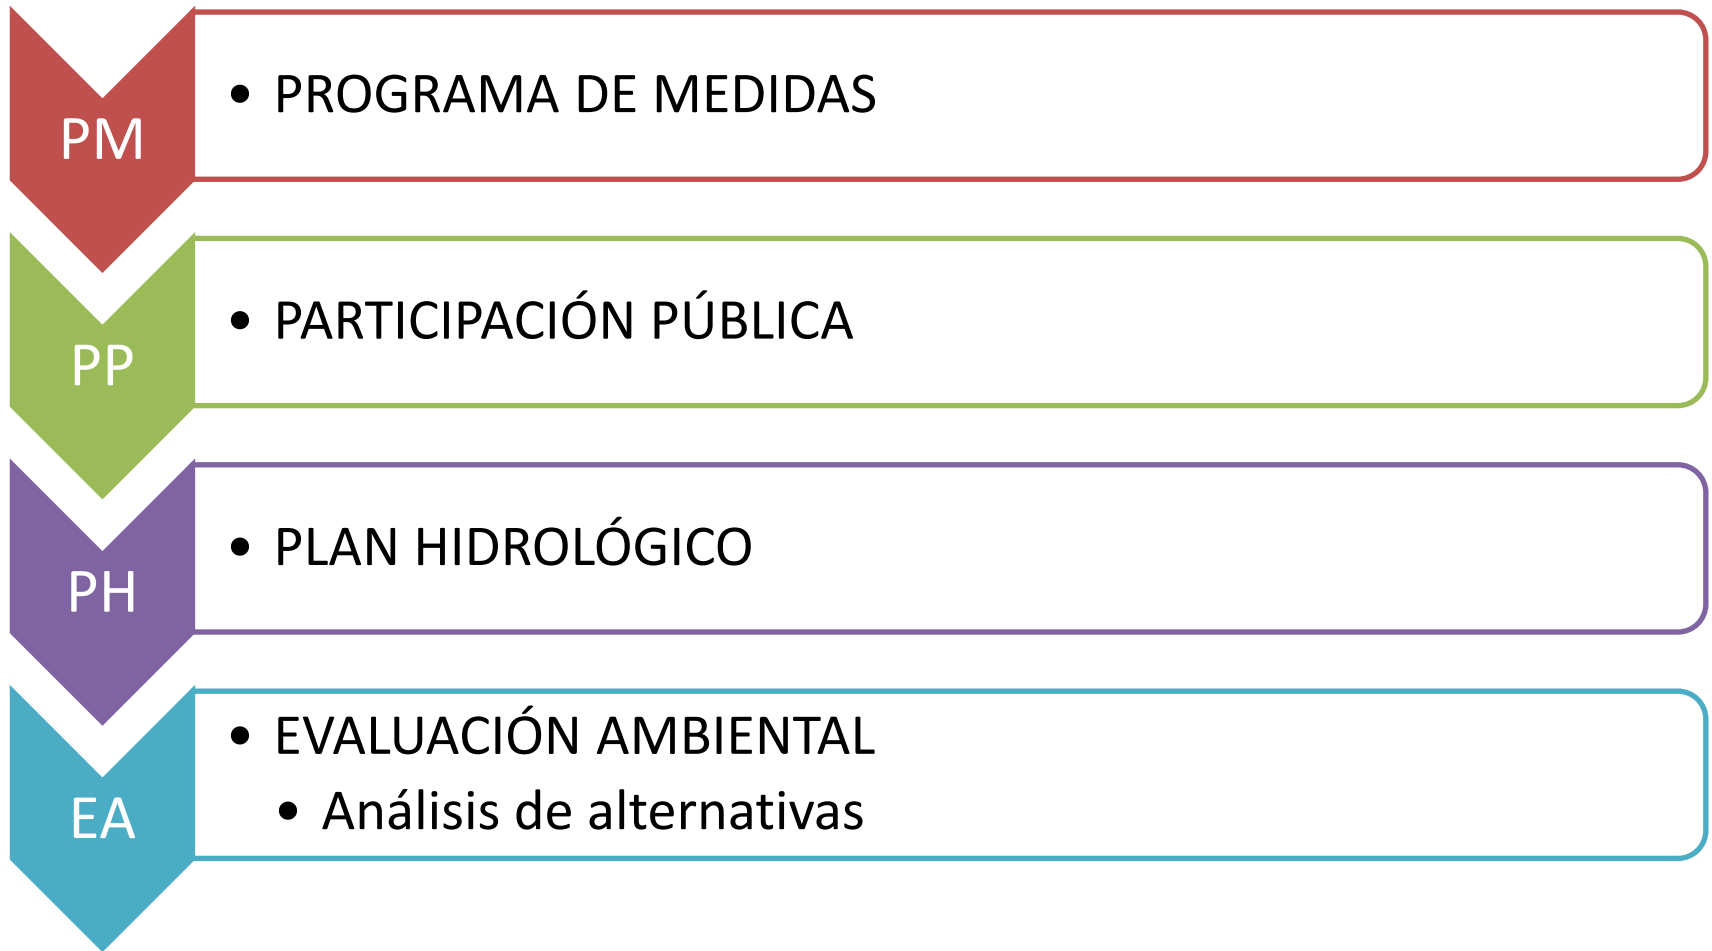 PM
• PROGRAMA DE MEDIDAS
PP
• PARTICIPACIÓN PÚBLICA
PH
• PLAN HIDROLÓGICO
EA
• EVALUACIÓN AMBIENTAL
• Análisis de alternativas